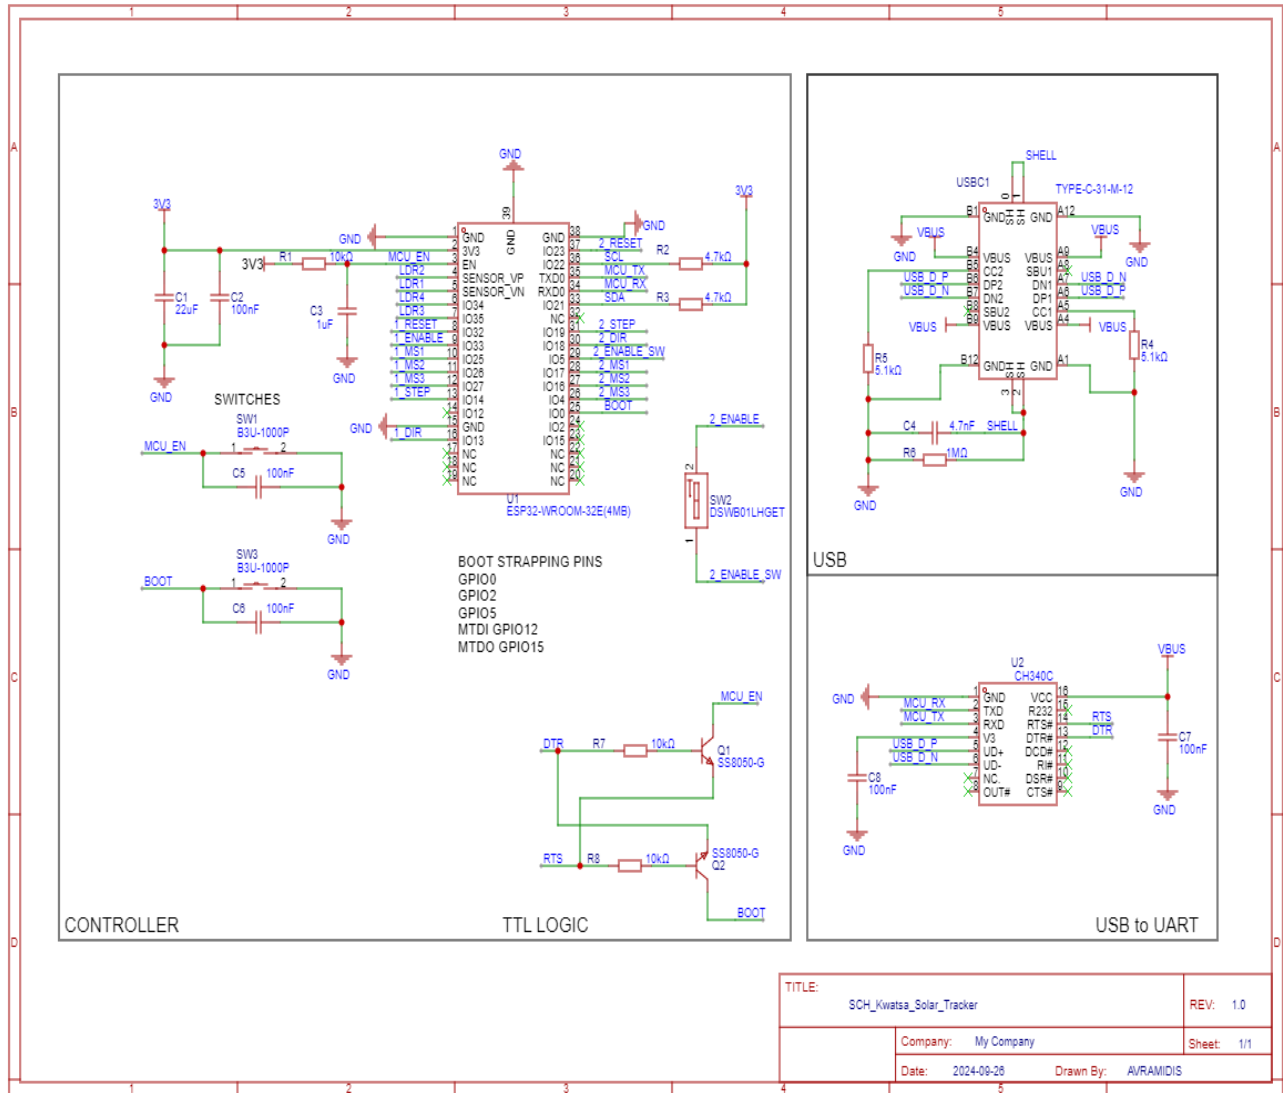 1 2 3 4 5
A A
B B
C C
D D
1 2 3 4 5
GND
39
GND
3V3
3V3
GND
GND
3V3
R1
10kΩ
MCU_EN
LDR2
LDR1
LDR4
LDR3
1_RESET
1_ENABLE
1_MS1
1_MS2
1_MS3
1_STEP
GND
1_DIR
1 GND
2 3V3
3 EN
4 SENSOR_VP
5 SENSOR_VN
6 IO34
7 IO35
8 IO32
9 IO33
10 IO25
11 IO26
12 IO27
13 IO14
14 IO12
15 GND
16 IO13
17 NC
18 NC
19 NC
GND 38
IO23 37
IO22 36
TXD0 35
RXD0 34
IO21 33
NC 32
IO19 31
IO18 30
IO5 29
IO17 28
IO16 27
IO4 26
IO0 25
IO2 24
IO15 23
NC 22
NC 21
NC 20
2_RESET
SCL
MCU_TX
MCU_RX
SDA
2_STEP
2_DIR
2_ENABLE_SW
2_MS1
2_MS2
2_MS3
BOOT
R2
4.7kΩ
R3
4.7kΩ
U1
ESP32-WROOM-32E(4MB)
C1
22uF
C2
100nF
C3
1uF
GND
GND
SWITCHES
SW1
B3U-1000P
MCU_EN
1 2
C5 100nF
GND
SW3
B3U-1000P
BOOT
1 2
C6 100nF
GND
2_ENABLE
2
SW2
DSWB01LHGET
1
2_ENABLE_SW
BOOT STRAPPING PINS
GPIO0
GPIO2
GPIO5
MTDI GPIO12
MTDO GPIO15
MCU_EN
DTR
R7
10kΩ
Q1
SS8050-G
RTS
R8
10kΩ
SS8050-G
Q2
BOOT
CONTROLLER
TTL LOGIC
SHELL
USBC1
TYPE-C-31-M-12
0 1
SH SH
B1 GND
B4 VBUS
B5 CC2
B6 DP2
B7 DN2
B8 SBU2
B9 VBUS
B12 GND
GND A12
VBUS A9
SBU1 A8
DN1 A7
DP1 A6
CC1 A5
VBUS A4
GND A1
SH SH
3 2
VBUS
GND
USB_D_P
USB_D_N
VBUS
VBUS
GND
USB_D_N
USB_D_P
VBUS
R5
5.1kΩ
R4
5.1kΩ
C4
4.7nF
SHELL
R6
1MΩ
GND
GND
USB
VBUS
U2
CH340C
GND
MCU_RX
MCU_TX
USB_D_P
USB_D_N
1 GND
2 TXD
3 RXD
4 V3
5 UD+
6 UD-
7 NC.
8 OUT#
VCC 16
R232 15
RTS# 14
DTR# 13
DCD# 12
RI# 11
DSR# 10
CTS# 9
RTS
DTR
C7
100nF
GND
C8
100nF
GND
USB to UART
TITLE:
SCH_Kwatsa_Solar_Tracker
REV: 1.0
Company: My Company
Sheet: 1/1
Date: 2024-09-26
Drawn By: AVRAMIDIS